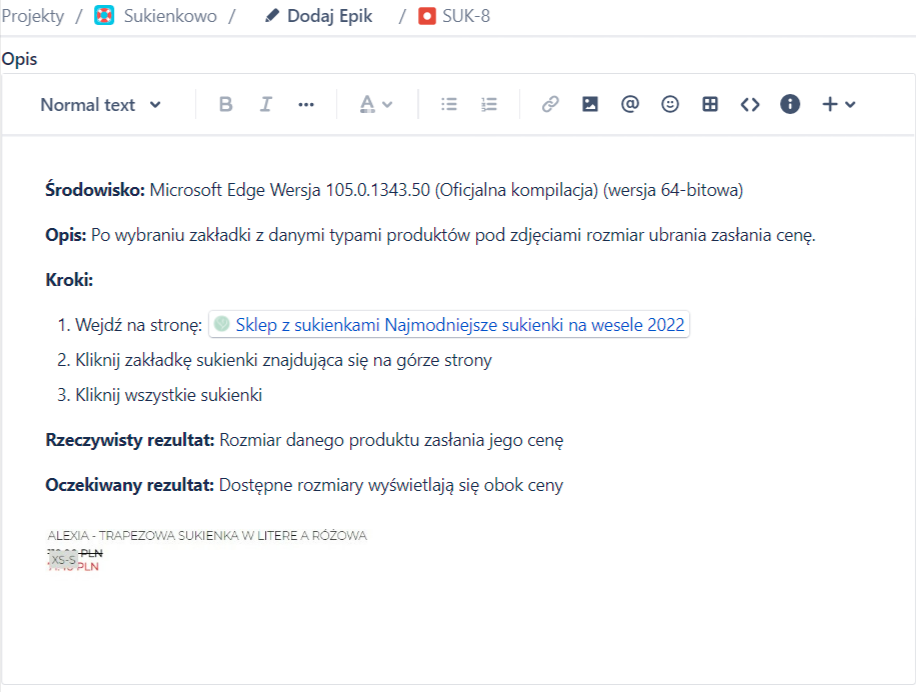 Projekty / Sukienkowo / Dodaj Epik / SUK-8
Opis
Normal text B I ... A @ <> i +
Środowisko: Microsoft Edge Wersja 105.0.1343.50 (Oficjalna kompilacja) (wersja 64-bitowa)
Opis: Po wybraniu zakładki z danymi typami produktów pod zdjęciami rozmiar ubrania zasłania cenę.
Kroki:
1. Wejdź na stronę: Sklep z sukienkami Najmodniejsze sukienki na wesele 2022
2. Kliknij zakładkę sukienki znajdująca się na górze strony
3. Kliknij wszystkie sukienki
Rzeczywisty rezultat: Rozmiar danego produktu zasłania jego cenę
Oczekiwany rezultat: Dostępne rozmiary wyświetlają się obok ceny
ALEXIA - TRAPEZOWA SUKIENKA W LITERE A RÓŻOWA
PLN
XS-S
PLN